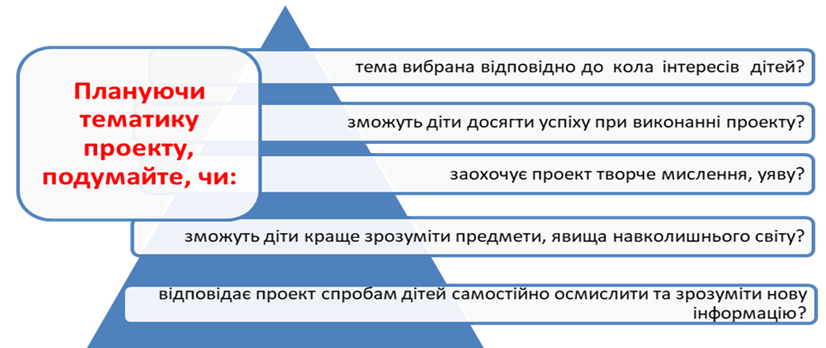 Плануючи
тематику
проекту,
подумайте, чи:
тема вибрана відповідно до кола інтересів дітей?
зможуть діти досягти успіху при виконанні проекту?
заохочує проект творче мислення, уяву?
зможуть діти краще зрозуміти предмети, явища навколишнього світу?
відповідає проект спробам дітей самостійно осмислити та зрозуміти нову
інформацію?